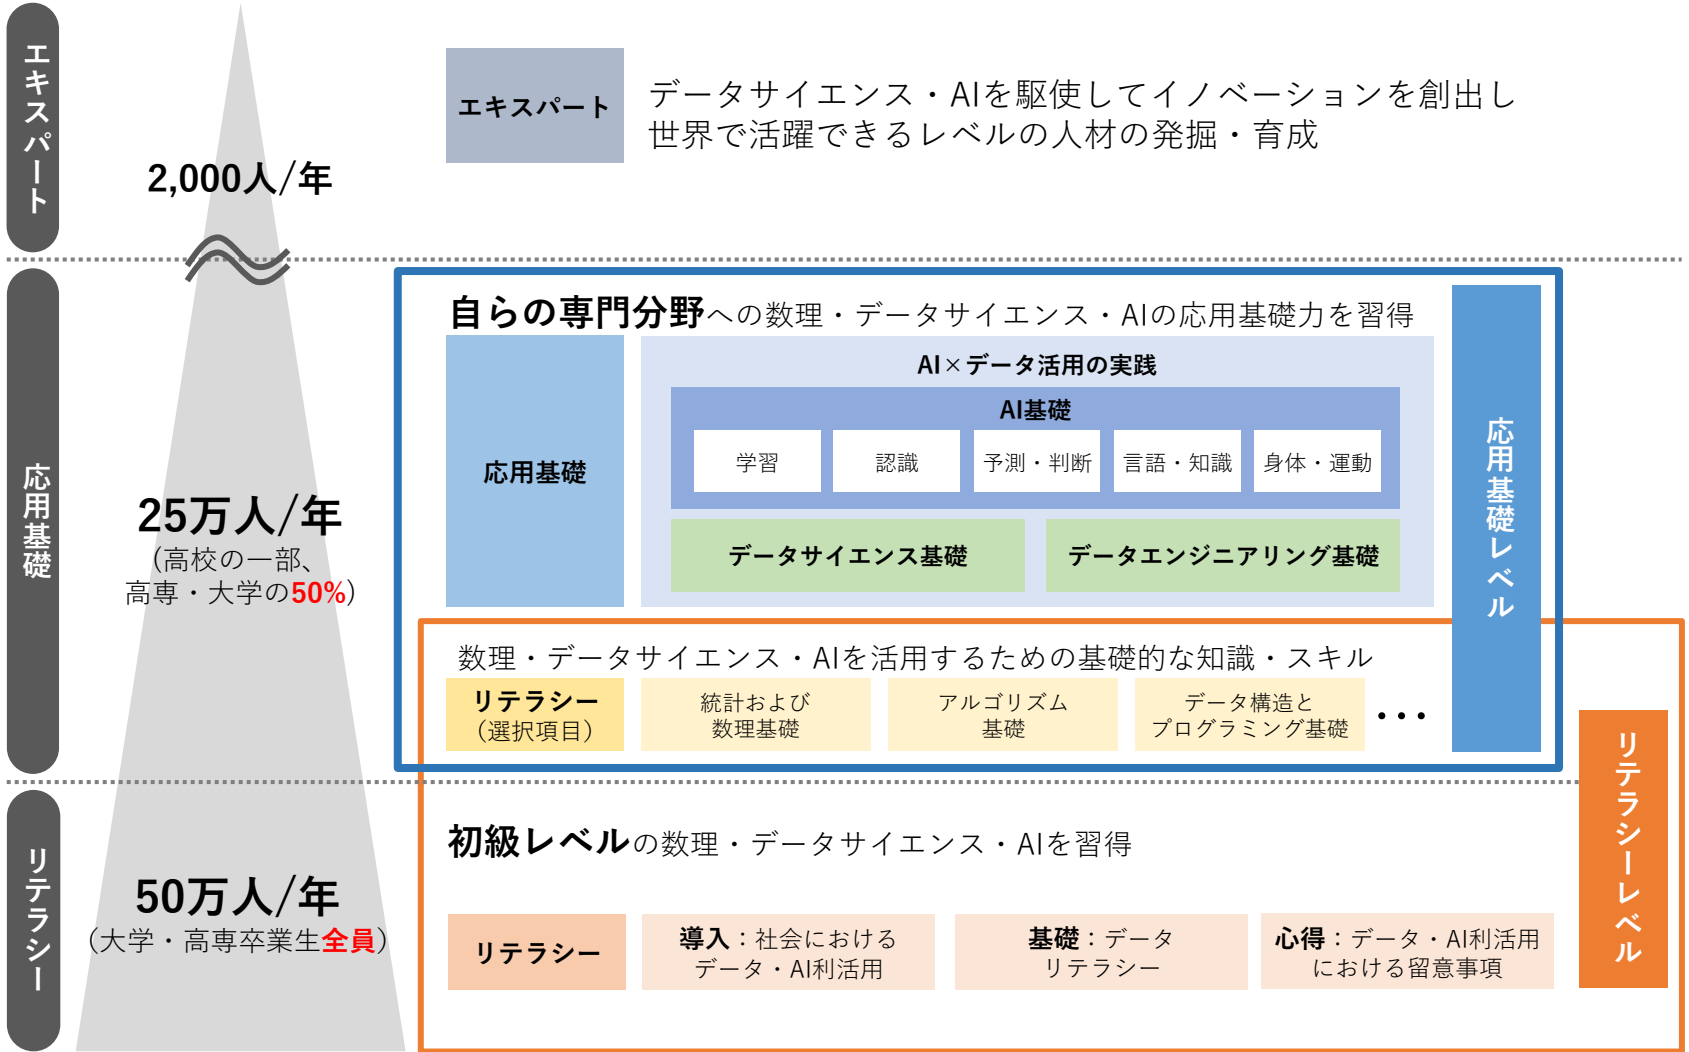 エキスパート
2,000人/年
エキスパート
データサイエンス・AIを駆使してイノベーションを創出し
世界で活躍できるレベルの人材の発掘・育成
応用基礎
25万人/年
(高校の一部、
高専・大学の50%)
自らの専門分野への数理・データサイエンス・AIの応用基礎力を習得
応用基礎
AI×データ活用の実践
AI基礎
学習
認識
予測・判断
言語・知識
身体・運動
データサイエンス基礎
データエンジニアリング基礎
応用基礎レベル
数理・データサイエンス・AIを活用するための基礎的な知識・スキル
リテラシー
(選択項目)
統計および
数理基礎
アルゴリズム
基礎
データ構造と
プログラミング基礎
・・・
リテラシーレベル
リテラシー
50万人/年
(大学・高専卒業生全員)
初級レベルの数理・データサイエンス・AIを習得
リテラシー
導入：社会における
データ・AI利活用
基礎：データ
リテラシー
心得：データ・AI利活用
における留意事項